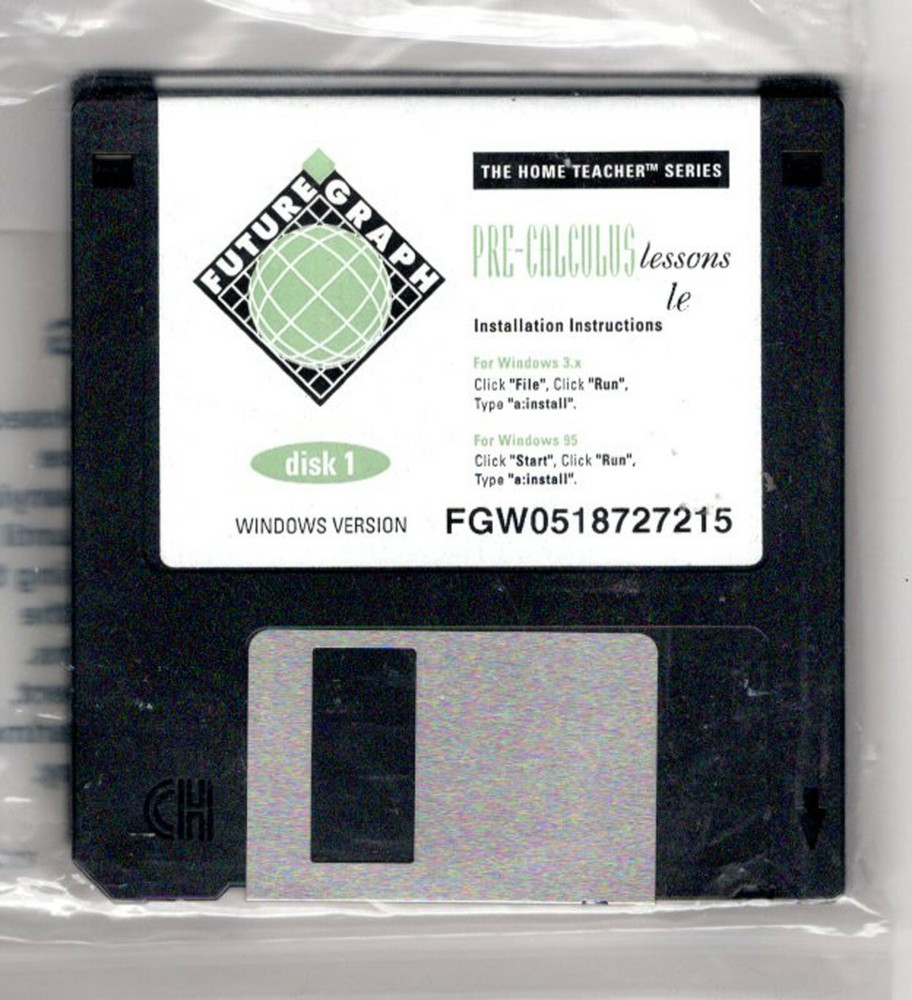 FUTURE GRAPH
THE HOME TEACHER™ SERIES
PRE-CALCULUS lessons
le
Installation Instructions
For Windows 3.x
Click "File", Click "Run",
Type "a:install".
For Windows 95
Click "Start", Click "Run",
Type "a:install".
disk 1
WINDOWS VERSION
FGW0518727215
CH